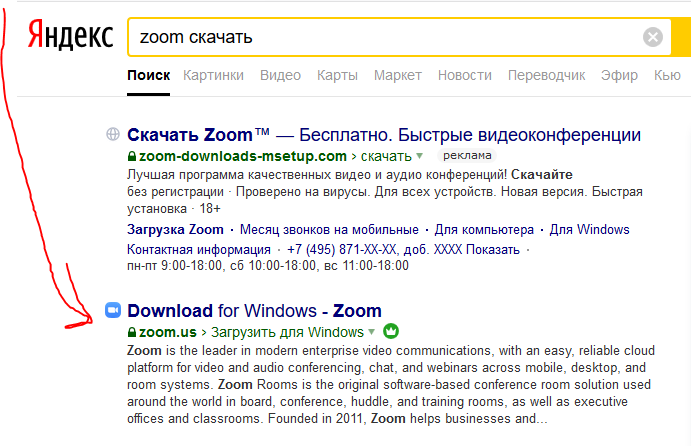 Яндекс
zoom скачать
Поиск Картинки Видео Карты Маркет Новости Переводчик Эфир Кью
Скачать Zoom™ — Бесплатно. Быстрые видеоконференции
zoom-downloads-msetup.com › скачать реклама
Лучшая программа качественных видео и аудио конференций! Скачайте
без регистрации · Проверено на вирусы. Для всех устройств. Новая версия. Быстрая
установка · 18+
Загрузка Zoom · Месяц звонков на мобильные · Для компьютера · Для Windows
Контактная информация · +7 (495) 871-XX-XX, доб. XXXX Показать ·
пн-пт 9:00-18:00, сб 10:00-18:00, вс 11:00-18:00
Download for Windows - Zoom
zoom.us › Загрузить для Windows
Zoom is the leader in modern enterprise video communications, with an easy, reliable cloud
platform for video and audio conferencing, chat, and webinars across mobile, desktop, and
room systems. Zoom Rooms is the original software-based conference room solution used
around the world in board, conference, huddle, and training rooms, as well as executive
offices and classrooms. Founded in 2011, Zoom helps businesses and...